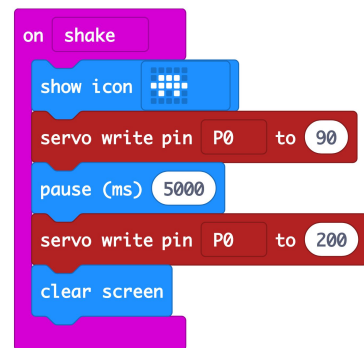 on shake
show icon
servo write pin P0 to 90
pause (ms) 5000
servo write pin P0 to 200
clear screen